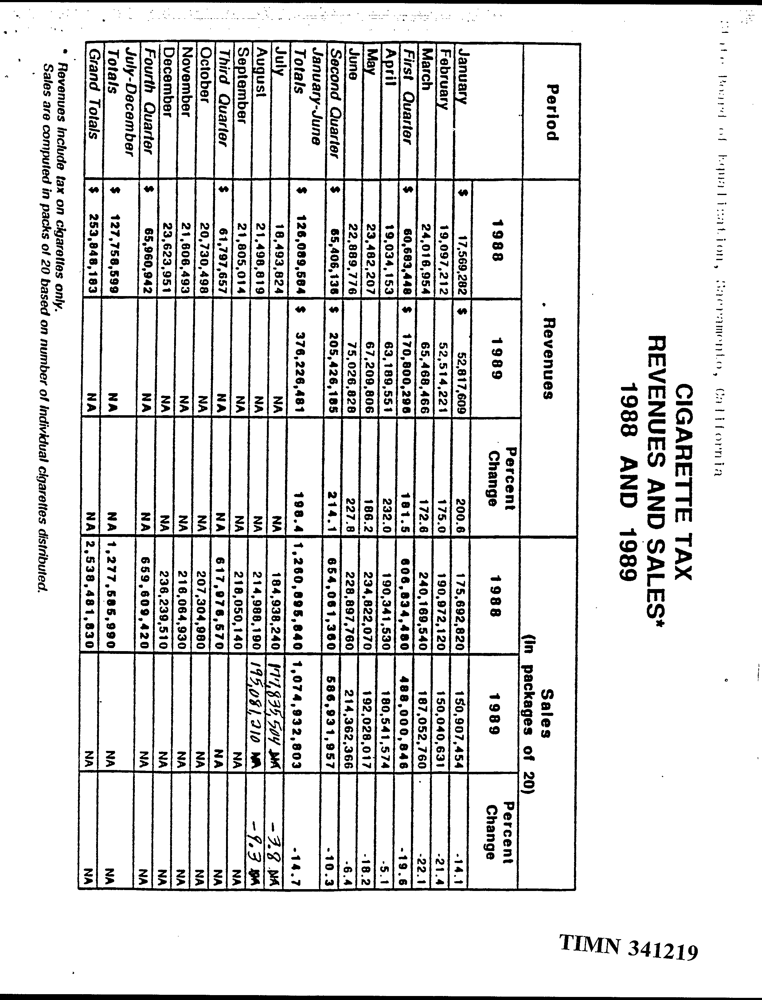 State Board of Equalization, Sacramento, California
CIGARETTE TAX
REVENUES AND SALES*
1988 AND 1989
Period Revenues Sales
(In packages of 20)
1988 1989 Percent Change 1988 1989 Percent Change
January $ 17,569,282 $ 52,817,609 200.6 175,692,820 150,907,454 -14.1
February 19,097,212 52,514,221 175.0 190,972,120 150,040,631 -21.4
March 24,016,954 65,468,466 172.6 240,169,540 187,052,760 -22.1
First Quarter $ 60,683,448 $ 170,800,296 181.5 606,834,480 488,000,846 -19.6
April 19,034,153 63,189,551 232.0 190,341,530 180,541,574 -5.1
May 23,482,207 67,209,806 186.2 234,822,070 192,028,017 -18.2
June 22,889,776 75,026,828 227.8 228,897,760 214,362,366 -6.4
Second Quarter $ 65,406,136 $ 205,426,185 214.1 654,061,360 586,931,957 -10.3
January-June
Totals $ 126,089,584 $ 376,226,481 198.4 1,260,895,840 1,074,932,803 -14.7
July 18,493,824 NA NA 184,938,240 177,835,504 NA -3.8 NA
August 21,498,819 NA NA 214,988,190 195,081,210 NA -9.3 NA
September 21,805,014 NA NA 218,050,140 NA NA
Third Quarter $ 61,797,657 NA NA 617,976,570 NA NA
October 20,730,498 NA NA 207,304,980 NA NA
November 21,606,493 NA NA 216,064,930 NA NA
December 23,623,951 NA NA 236,239,510 NA NA
Fourth Quarter $ 65,960,942 NA NA 659,609,420 NA NA
July-December
Totals $ 127,758,599 NA NA 1,277,585,990 NA NA
Grand Totals $ 253,848,183 NA NA 2,538,481,830 NA NA
* Revenues include tax on cigarettes only.
Sales are computed in packs of 20 based on number of individual cigarettes distributed.
TIMN 341219